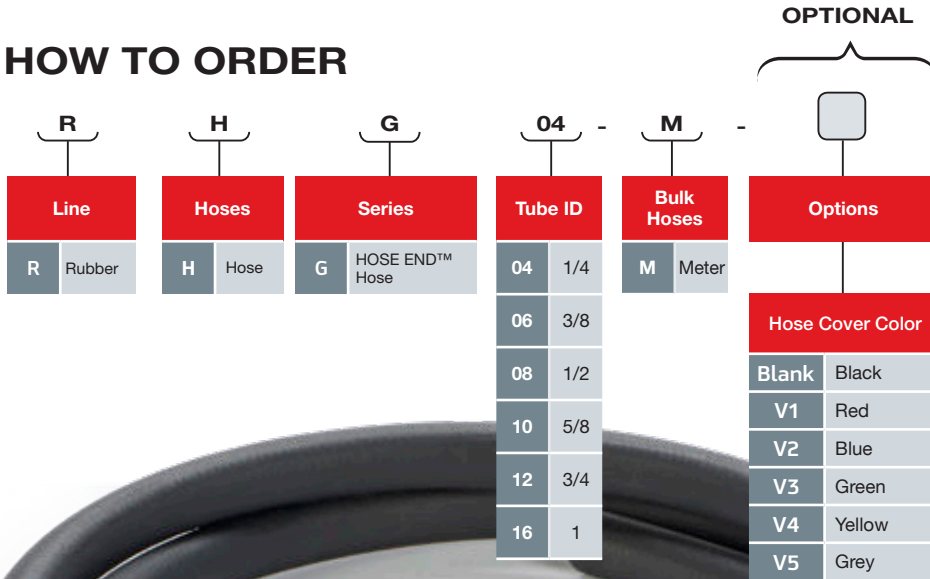 OPTIONAL
HOW TO ORDER
R H G 04 - M -
Line
R Rubber
Hoses
H Hose
Series
G HOSE END™
Hose
Tube ID
04 1/4
06 3/8
08 1/2
10 5/8
12 3/4
16 1
Bulk
Hoses
M Meter
Options
Hose Cover Color
Blank Black
V1 Red
V2 Blue
V3 Green
V4 Yellow
V5 Grey